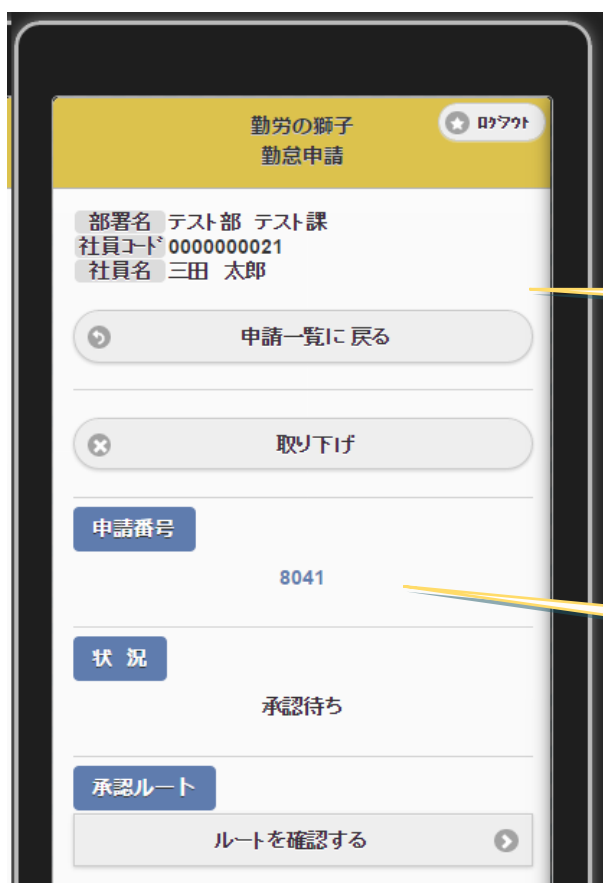 勤労の獅子
勤怠申請
ログアウト
部署名 テスト部 テスト課
社員コード 0000000021
社員名 三田 太郎
申請一覧に戻る
取り下げ
申請番号
8041
状 況
承認待ち
承認ルート
ルートを確認する